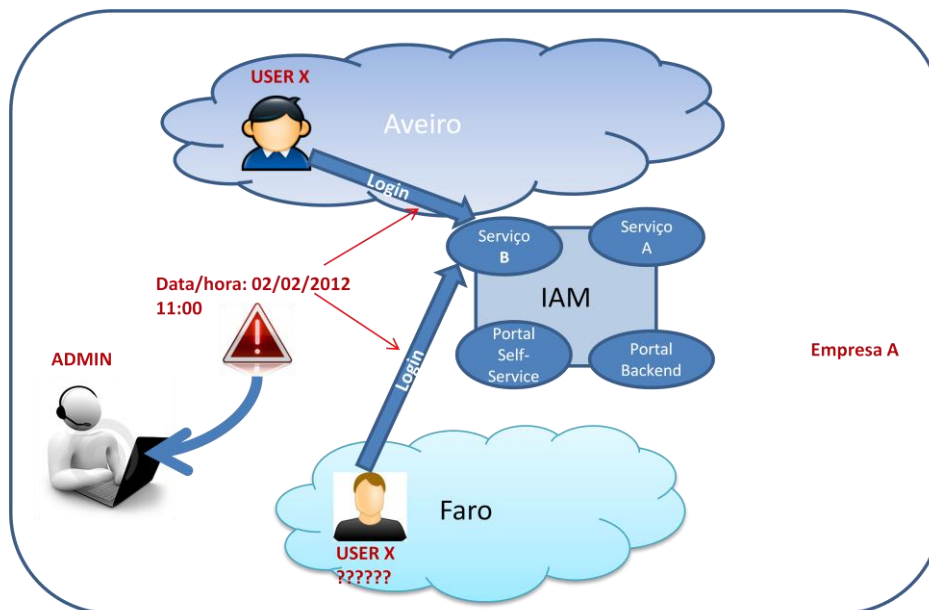 USER X
Aveiro
Login
Serviço
B
Serviço
A
Data/hora: 02/02/2012
11:00
IAM
Portal
Self-
Service
Portal
Backend
Empresa A
ADMIN
Login
Faro
USER X
??????